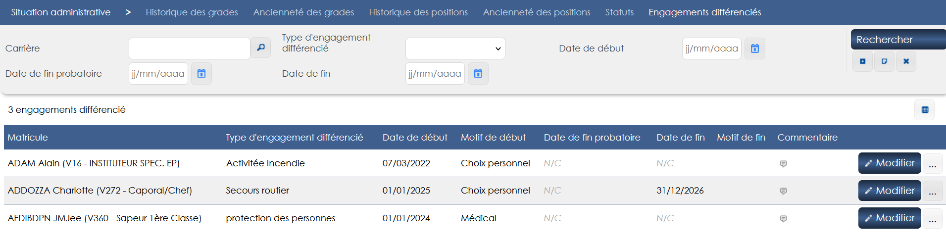 Situation administrative > Historique des grades Ancienneté des grades Historique des positions Ancienneté des positions Statuts Engagements différenciés
Carrière Type d'engagement différencié Date de début jj/mm/aaaa Rechercher
Date de fin probatoire jj/mm/aaaa Date de fin jj/mm/aaaa
3 engagements différencié
Matricule Type d'engagement différencié Date de début Motif de début Date de fin probatoire Date de fin Motif de fin Commentaire
ADAM Alain (V16 - INSTITUTEUR SPEC. EP) Activitée Incendie 07/03/2022 Choix personnel N/C N/C Modifier ...
ADDOZZA Charlotte (V272 - Caporal/Chef) Secours routier 01/01/2025 Choix personnel N/C 31/12/2026 Modifier ...
AEDIBDPN JMJee (V360 - Sapeur 1ère Classe) protection des personnes 01/01/2024 Médical N/C N/C Modifier ...